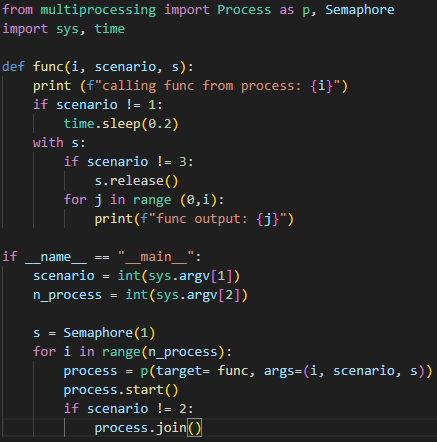 from multiprocessing import Process as p, Semaphore
import sys, time

def func(i, scenario, s):
    print (f"calling func from process: {i}")
    if scenario != 1:
        time.sleep(0.2)
    with s:
        if scenario != 3:
            s.release()
        for j in range (0,i):
            print(f"func output: {j}")

if __name__ == "__main__":
    scenario = int(sys.argv[1])
    n_process = int(sys.argv[2])

    s = Semaphore(1)
    for i in range(n_process):
        process = p(target= func, args=(i, scenario, s))
        process.start()
        if scenario != 2:
            process.join()